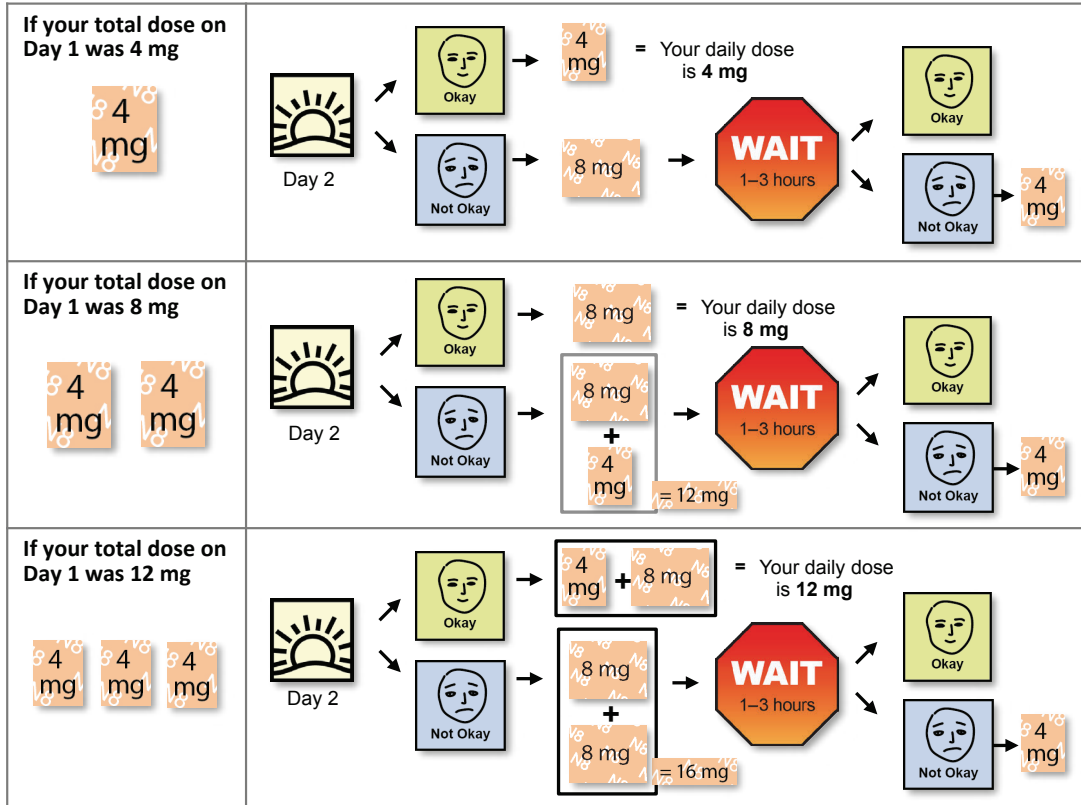 If your total dose on
Day 1 was 4 mg
4
mg
Day 2
Okay
4
mg
= Your daily dose
is 4 mg
Not Okay
8 mg
WAIT
1–3 hours
Okay
Not Okay
4
mg
If your total dose on
Day 1 was 8 mg
4
mg
4
mg
Day 2
Okay
8 mg
= Your daily dose
is 8 mg
Not Okay
8 mg
+
4
mg
= 12 mg
WAIT
1–3 hours
Okay
Not Okay
4
mg
If your total dose on
Day 1 was 12 mg
4
mg
4
mg
4
mg
Day 2
Okay
4
mg
+
8 mg
= Your daily dose
is 12 mg
Not Okay
8 mg
+
8 mg
= 16 mg
WAIT
1–3 hours
Okay
Not Okay
4
mg